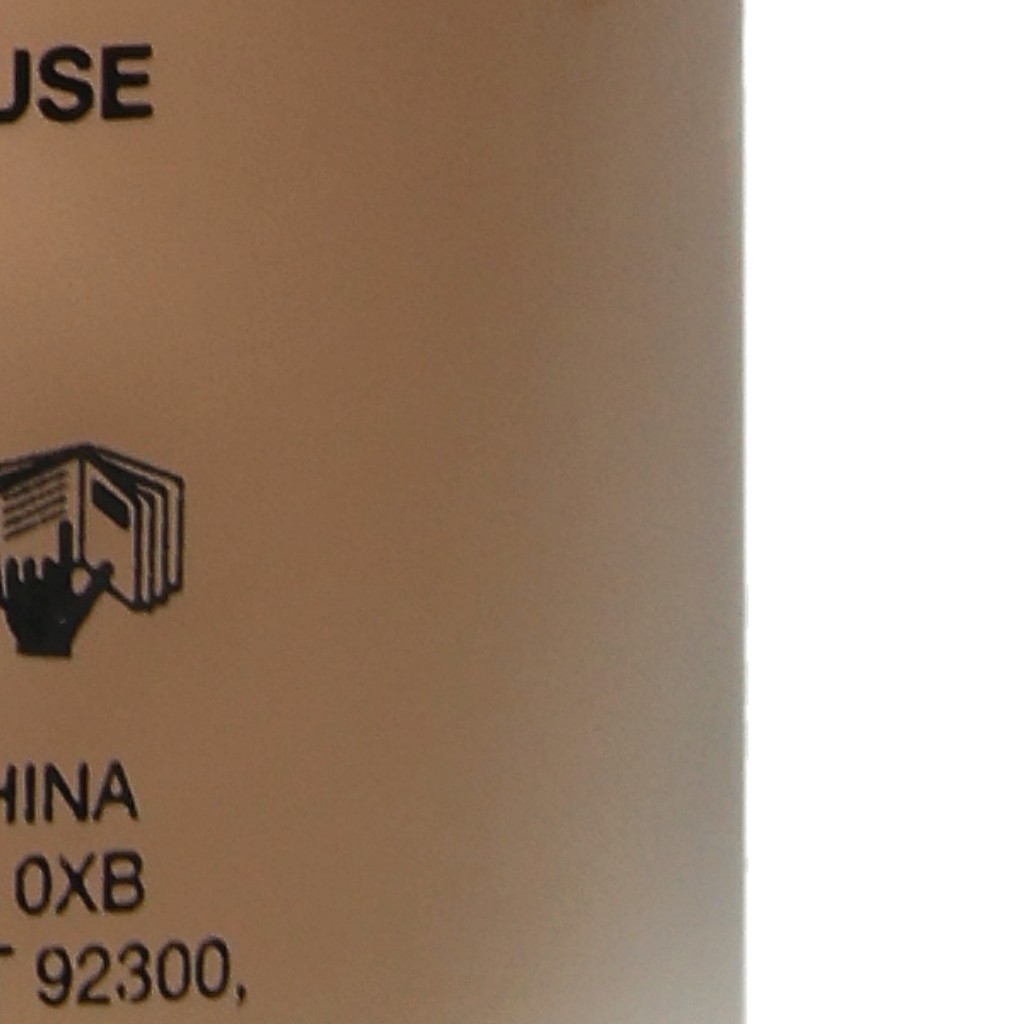 USE
HINA
0XB
T 92300,